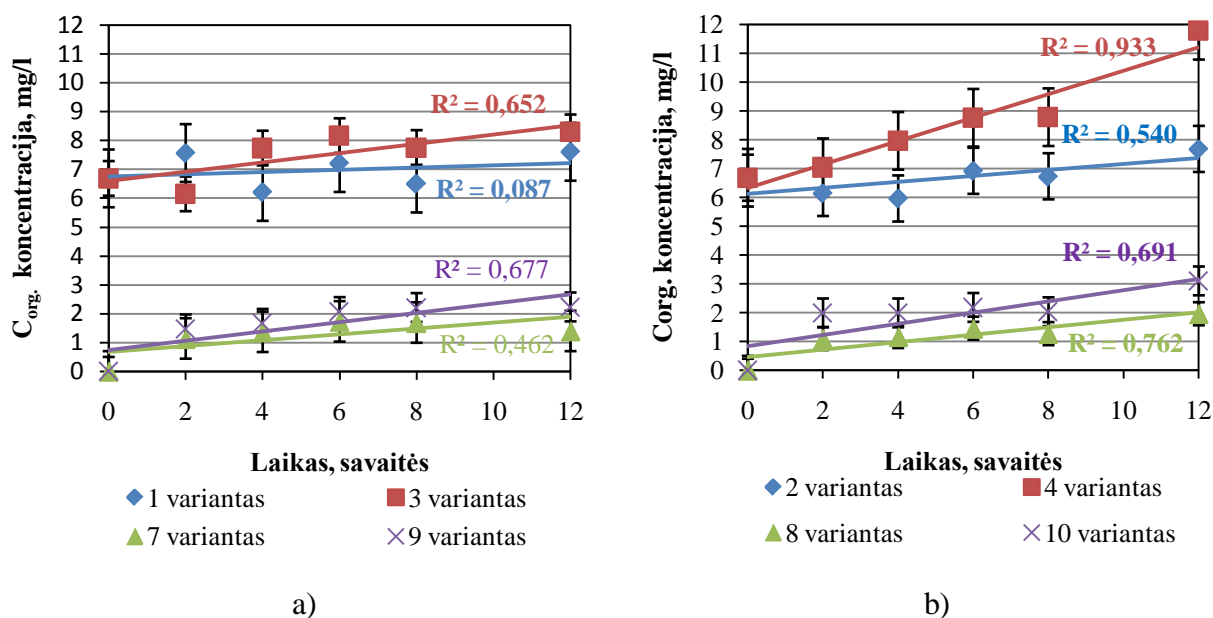 C_org. koncentracija, mg/l
12
11
10
9
8
7
6
5
4
3
2
1
0
R² = 0,652
R² = 0,087
R² = 0,677
R² = 0,462
0 2 4 6 8 10 12
Laikas, savaitės
1 variantas 3 variantas
7 variantas 9 variantas
a)
Corg. koncentracija, mg/l
12
11
10
9
8
7
6
5
4
3
2
1
0
R² = 0,933
R² = 0,540
R² = 0,691
R² = 0,762
0 2 4 6 8 10 12
Laikas, savaitės
2 variantas 4 variantas
8 variantas 10 variantas
b)